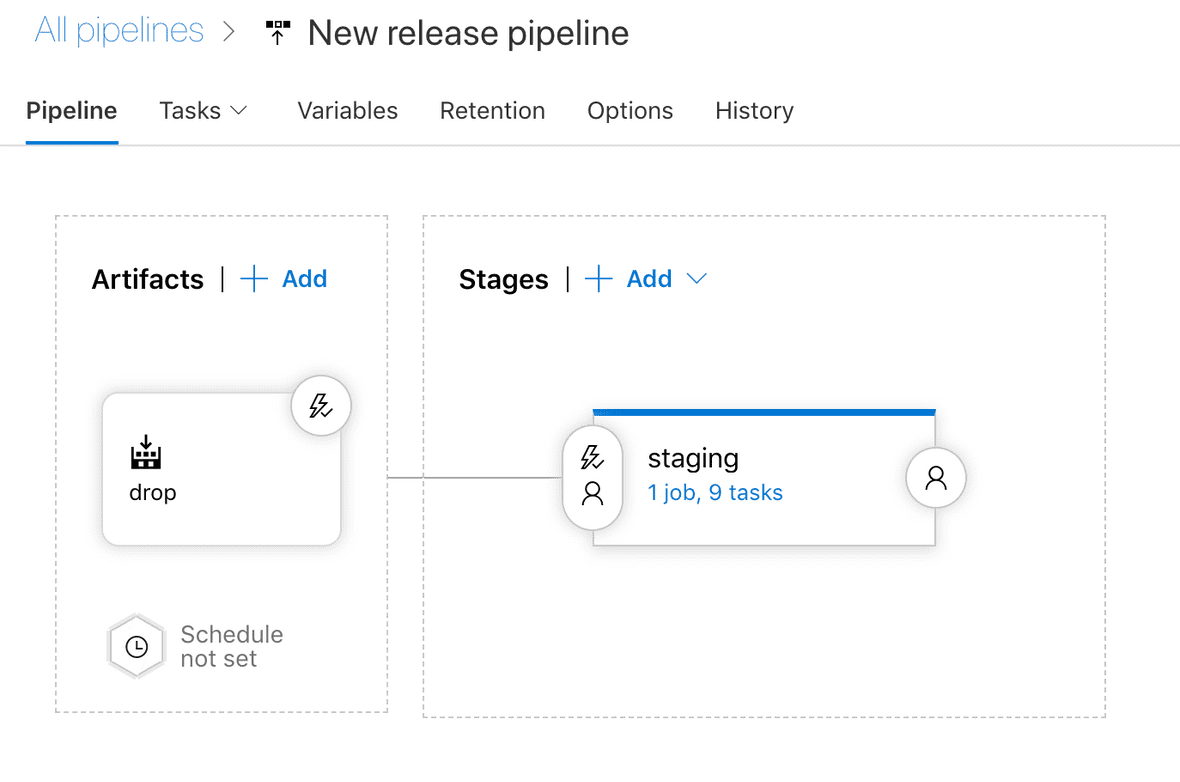 All pipelines > New release pipeline
Pipeline Tasks Variables Retention Options History
Artifacts | + Add
Stages | + Add
drop
staging
1 job, 9 tasks
Schedule
not set